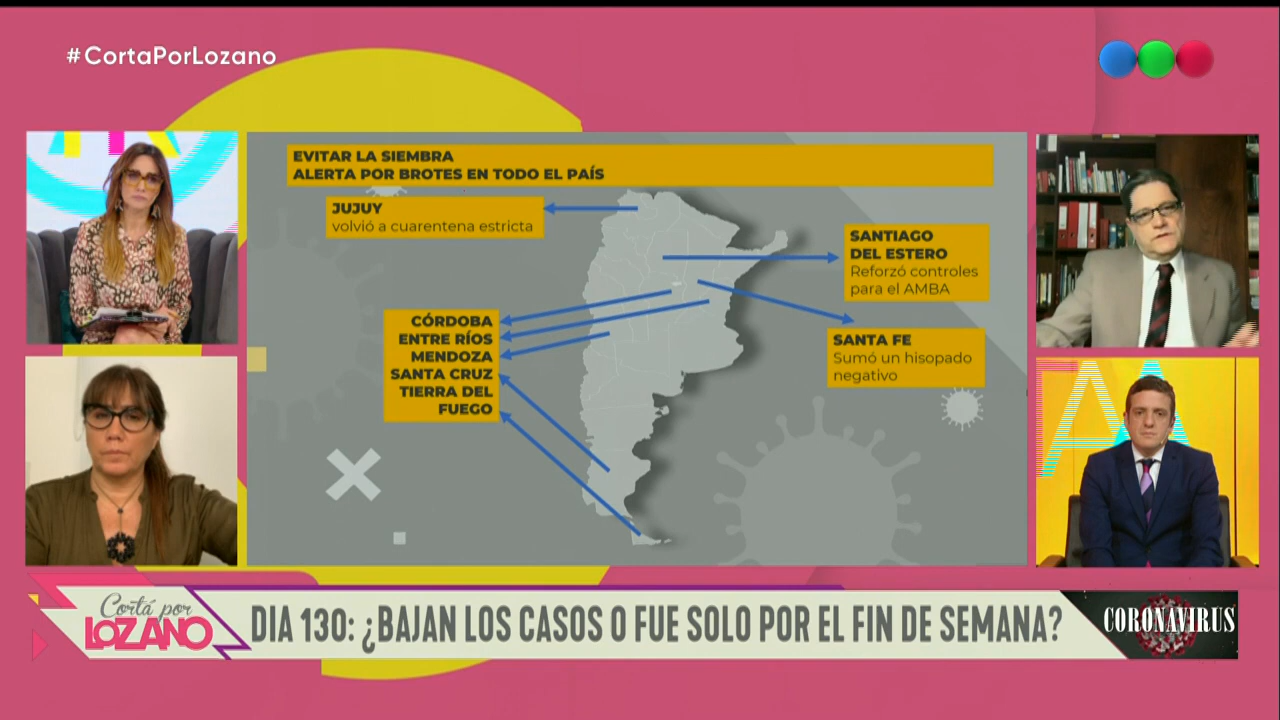 #CortaPorLozano
EVITAR LA SIEMBRA
ALERTA POR BROTES EN TODO EL PAÍS
JUJUY
volvió a cuarentena estricta
SANTIAGO
DEL ESTERO
Reforzó controles
para el AMBA
CÓRDOBA
ENTRE RÍOS
MENDOZA
SANTA CRUZ
TIERRA DEL
FUEGO
SANTA FE
Sumó un hisopado
negativo
Cortá por
LOZANO
DIA 130: ¿BAJAN LOS CASOS O FUE SOLO POR EL FIN DE SEMANA?
CORONAVIRUS